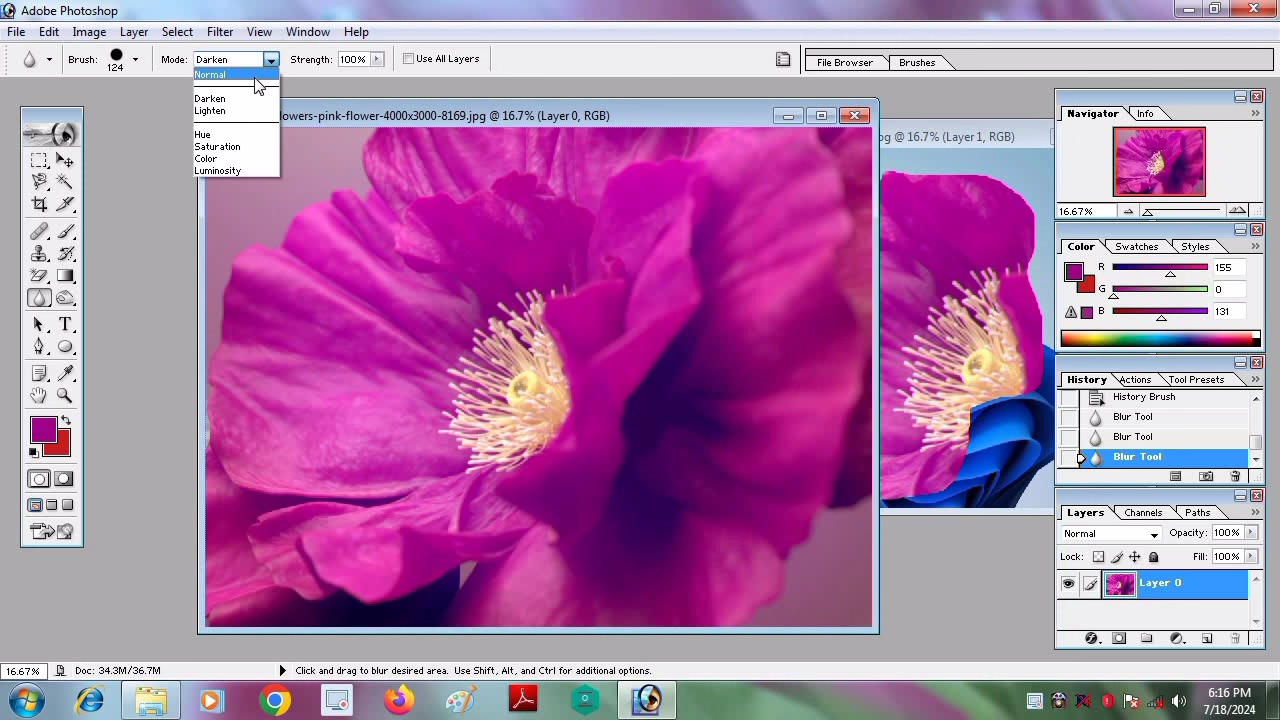 Adobe Photoshop
File Edit Image Layer Select Filter View Window Help
Brush: 124 Mode: Darken Strength: 100% Use All Layers File Browser Brushes
Normal
Darken
Lighten
Hue
Saturation
Color
Luminosity
lowers-pink-flower-4000x3000-8169.jpg @ 16.7% (Layer 0, RGB)
pg @ 16.7% (Layer 1, RGB)
Navigator Info
16.67%
Color Swatches Styles
R 155
G 0
B 131
History Actions Tool Presets
History Brush
Blur Tool
Blur Tool
Blur Tool
Layers Channels Paths
Normal Opacity: 100%
Lock: Fill: 100%
Layer 0
16.67% Doc: 34.3M/36.7M Click and drag to blur desired area. Use Shift, Alt, and Ctrl for additional options.
6:16 PM
7/18/2024